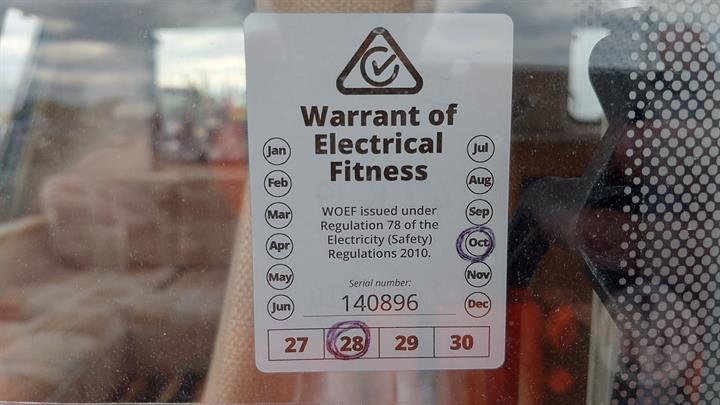 Warrant of
Electrical
Fitness
Jan
Feb
Mar
Apr
May
Jun
Jul
Aug
Sep
Oct
Nov
Dec
WOEF issued under
Regulation 78 of the
Electricity (Safety)
Regulations 2010.
Serial number:
140896
27 28 29 30